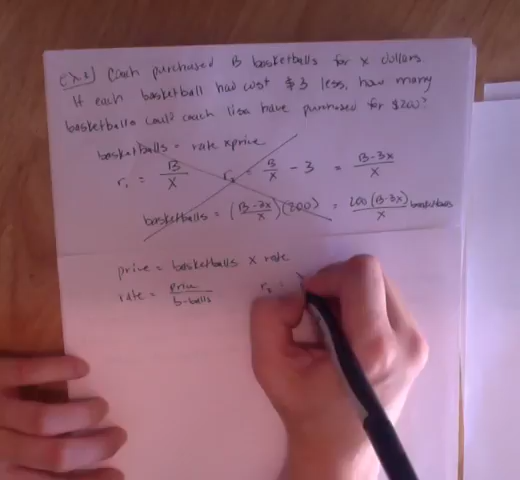 Ex. 2) Coach purchased B basketballs for x dollars
If each basketball had cost $3 less, how many
basketballs could coach lisa have purchased for $200?
basketballs = rate x price
r₁ = B/x r₂ = B/x - 3 = B-3x/x
basketballs = (B-3x/x)(200) = 200(B-3x)/x basketballs
price = basketballs x rate
rate = price/b-balls r₁ =